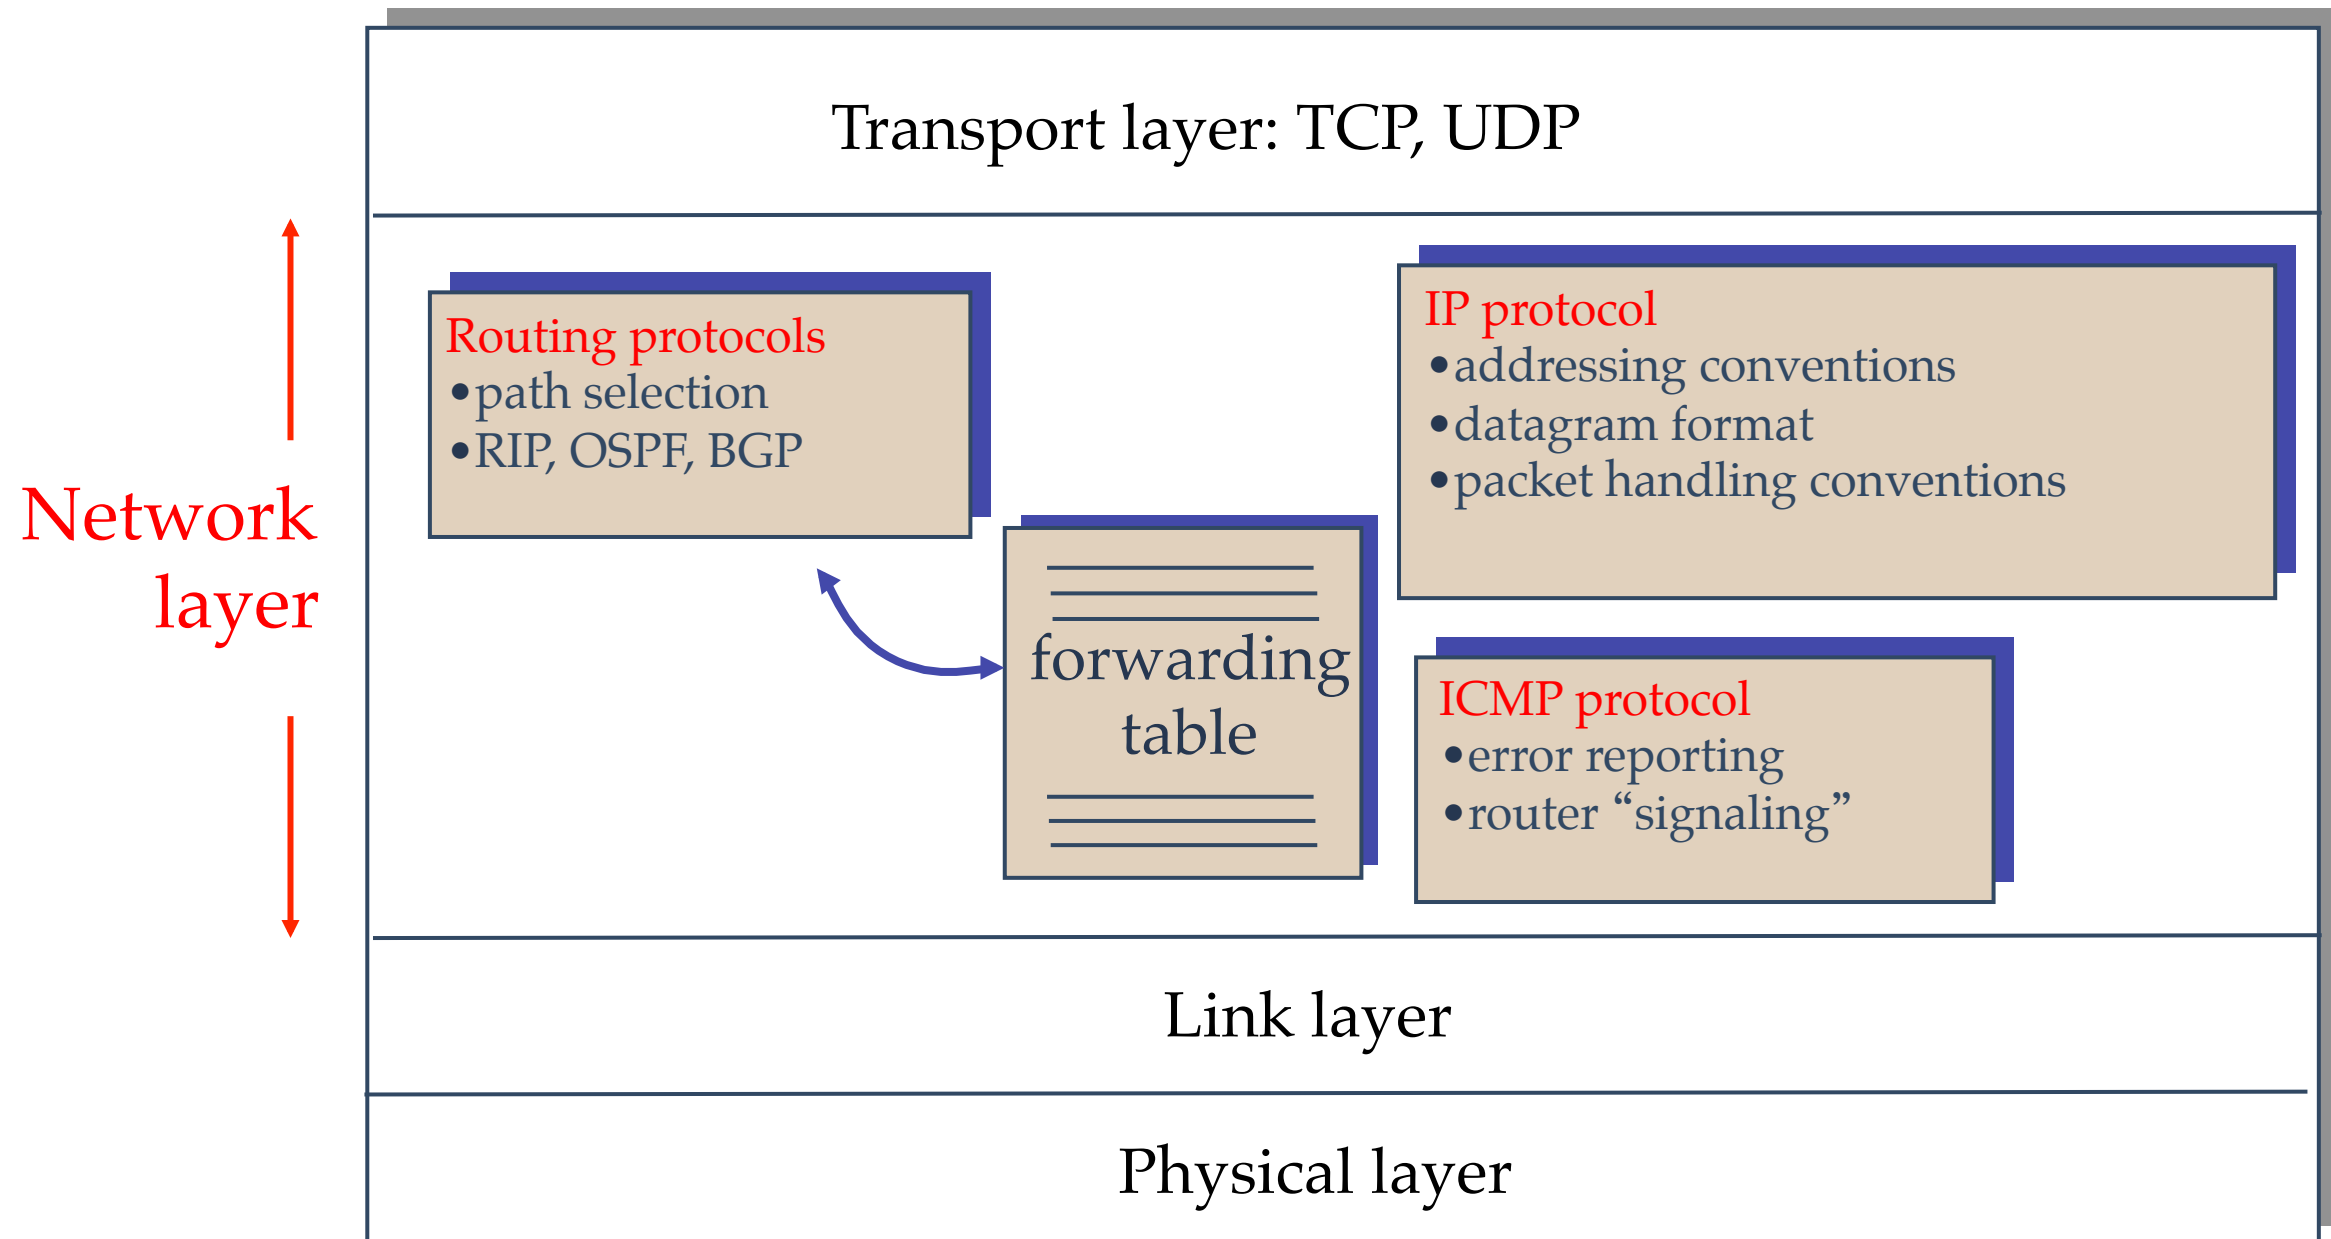 Transport layer: TCP, UDP
Network
layer
Routing protocols
•path selection
•RIP, OSPF, BGP
IP protocol
•addressing conventions
•datagram format
•packet handling conventions
forwarding
table
ICMP protocol
•error reporting
•router “signaling”
Link layer
Physical layer